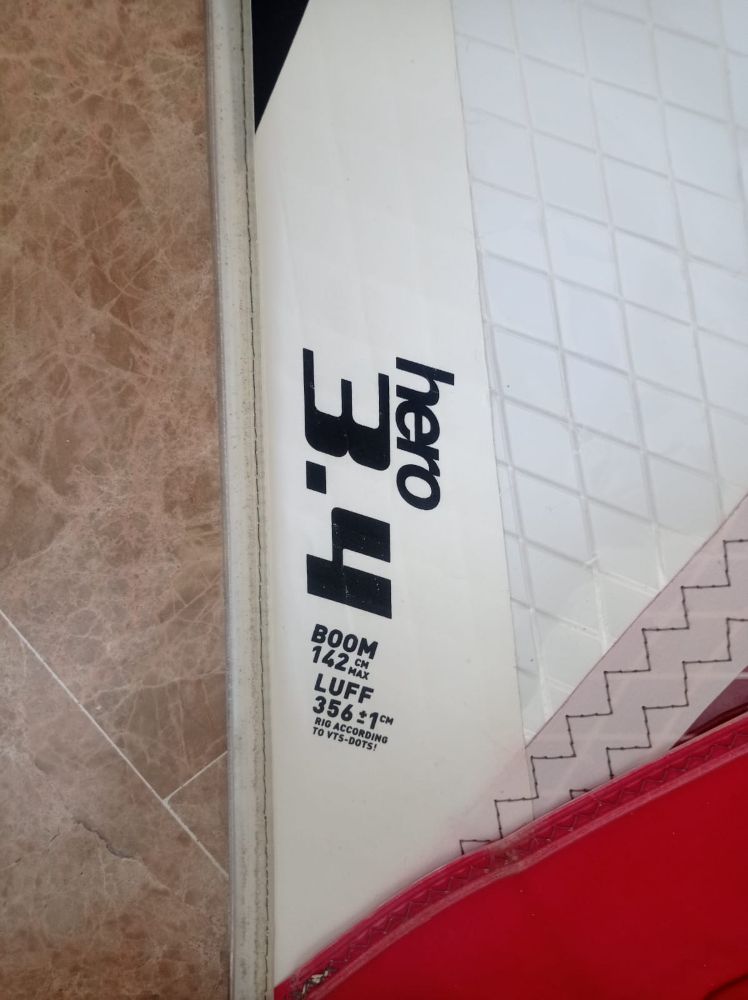 hero
3.4
BOOM
142 CM MAX
LUFF
356 ±1 CM
RIG ACCORDING
TO VTS-DOTS!